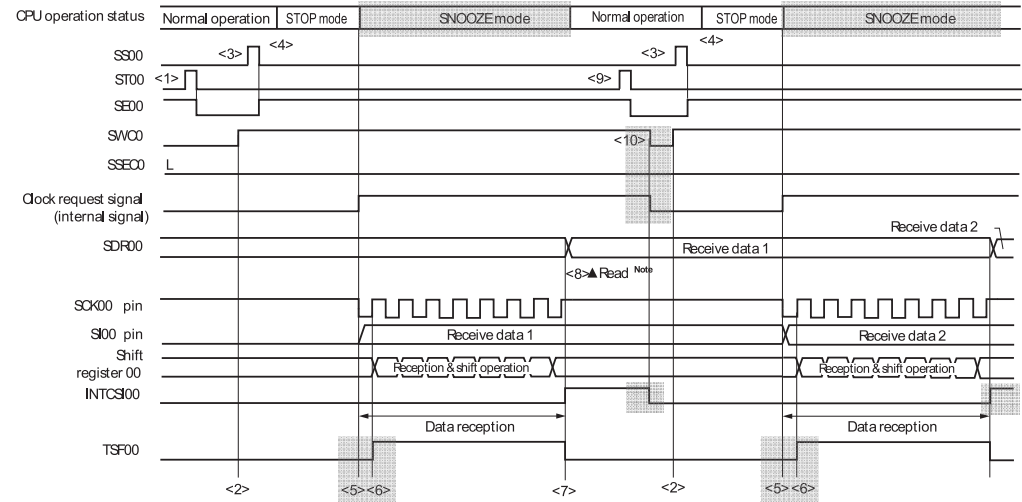 CPU operation status Normal operation STOP mode SNOOZE mode Normal operation STOP mode SNOOZE mode
SS00 <3> <4> <3> <4>
ST00 <1> <9>
SE00
SWC0 <10>
SSEC0 L
Clock request signal
(internal signal)
Receive data 2
SDR00 Receive data 1
<8> ▲ Read Note
SCK00 pin
SI00 pin Receive data 1 Receive data 2
Shift
register 00 Reception & shift operation Reception & shift operation
INTCSI00
Data reception Data reception
TSF00
<2> <5> <6> <7> <2> <5> <6>